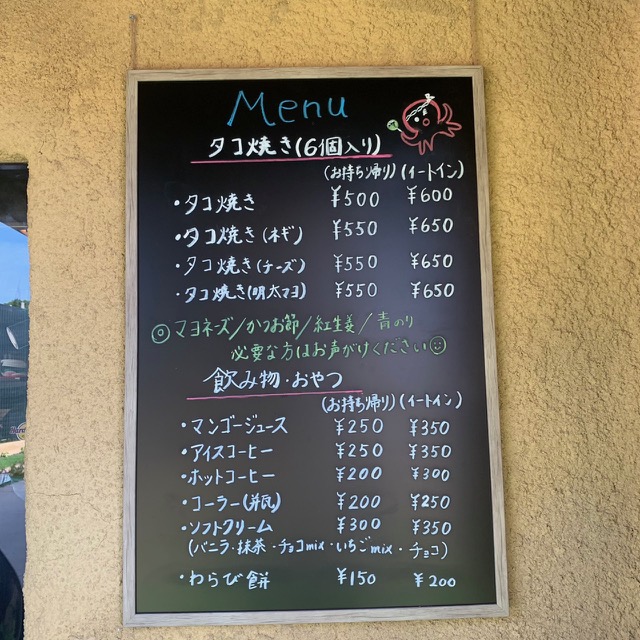 Menu
タコ焼き(6個入り)
(お持ち帰り) (イートイン)
・タコ焼き ¥500 ¥600
・タコ焼き(ネギ) ¥550 ¥650
・タコ焼き(チーズ) ¥550 ¥650
・タコ焼き(明太マヨ) ¥550 ¥650
◎マヨネーズ/かつお節/紅生姜/青のり
必要な方はお声がけください☺
飲み物・おやつ
(お持ち帰り) (イートイン)
・マンゴージュース ¥250 ¥350
・アイスコーヒー ¥250 ¥350
・ホットコーヒー ¥200 ¥300
・コーラー(瓶) ¥200 ¥250
・ソフトクリーム ¥300 ¥350
(バニラ・抹茶・チョコmix・いちごmix・チョコ)
・わらび餅 ¥150 ¥200